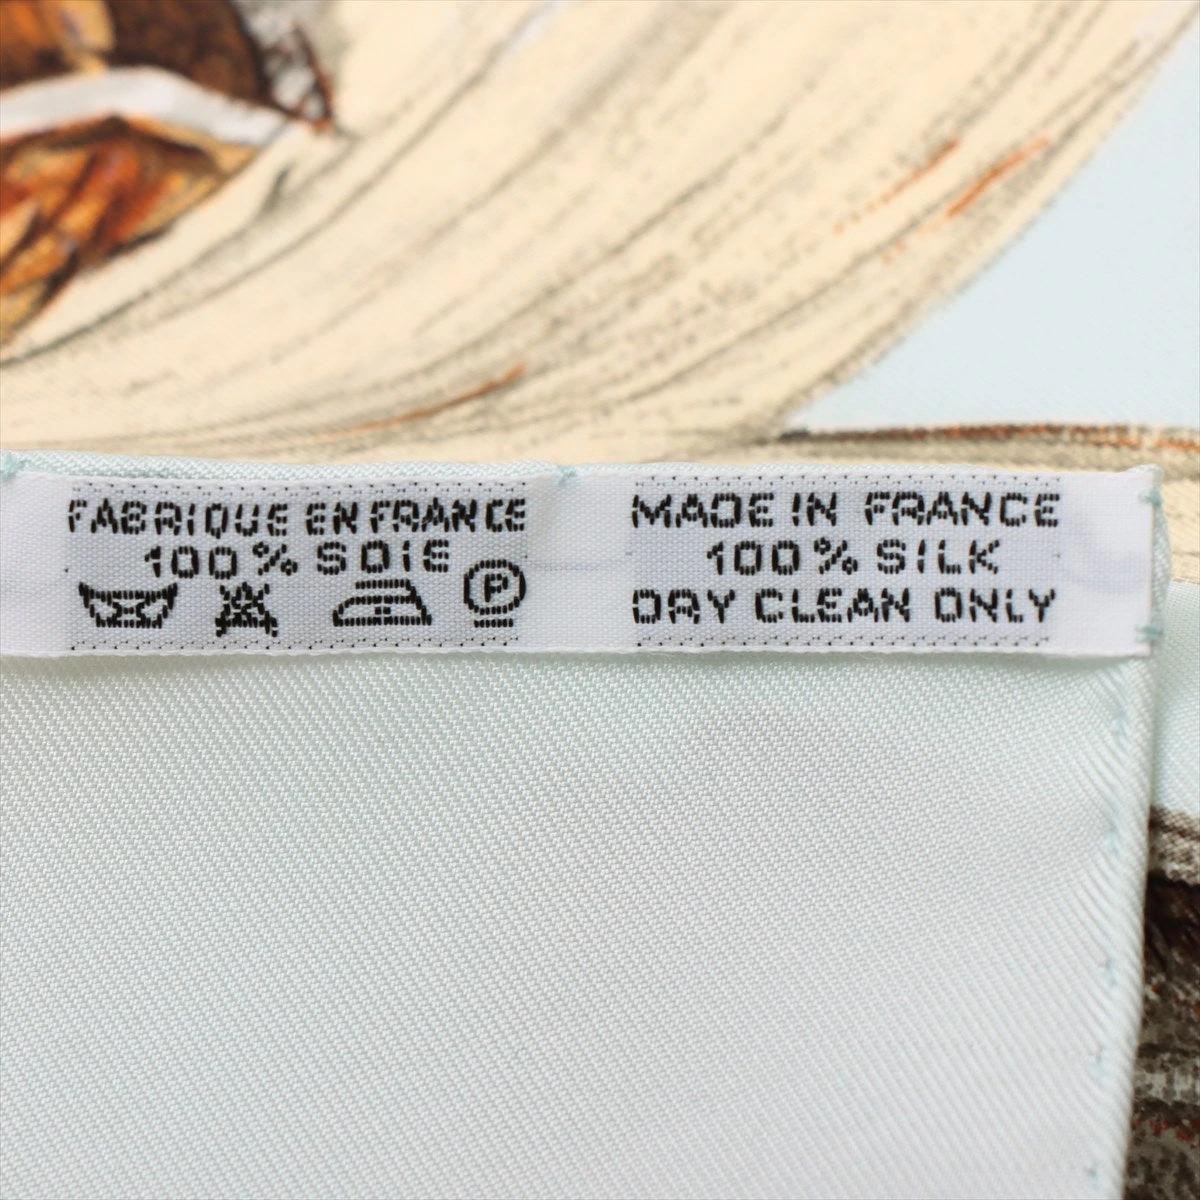 FABRIQUE EN FRANCE
100% SOIE
P
MADE IN FRANCE
100% SILK
DRY CLEAN ONLY